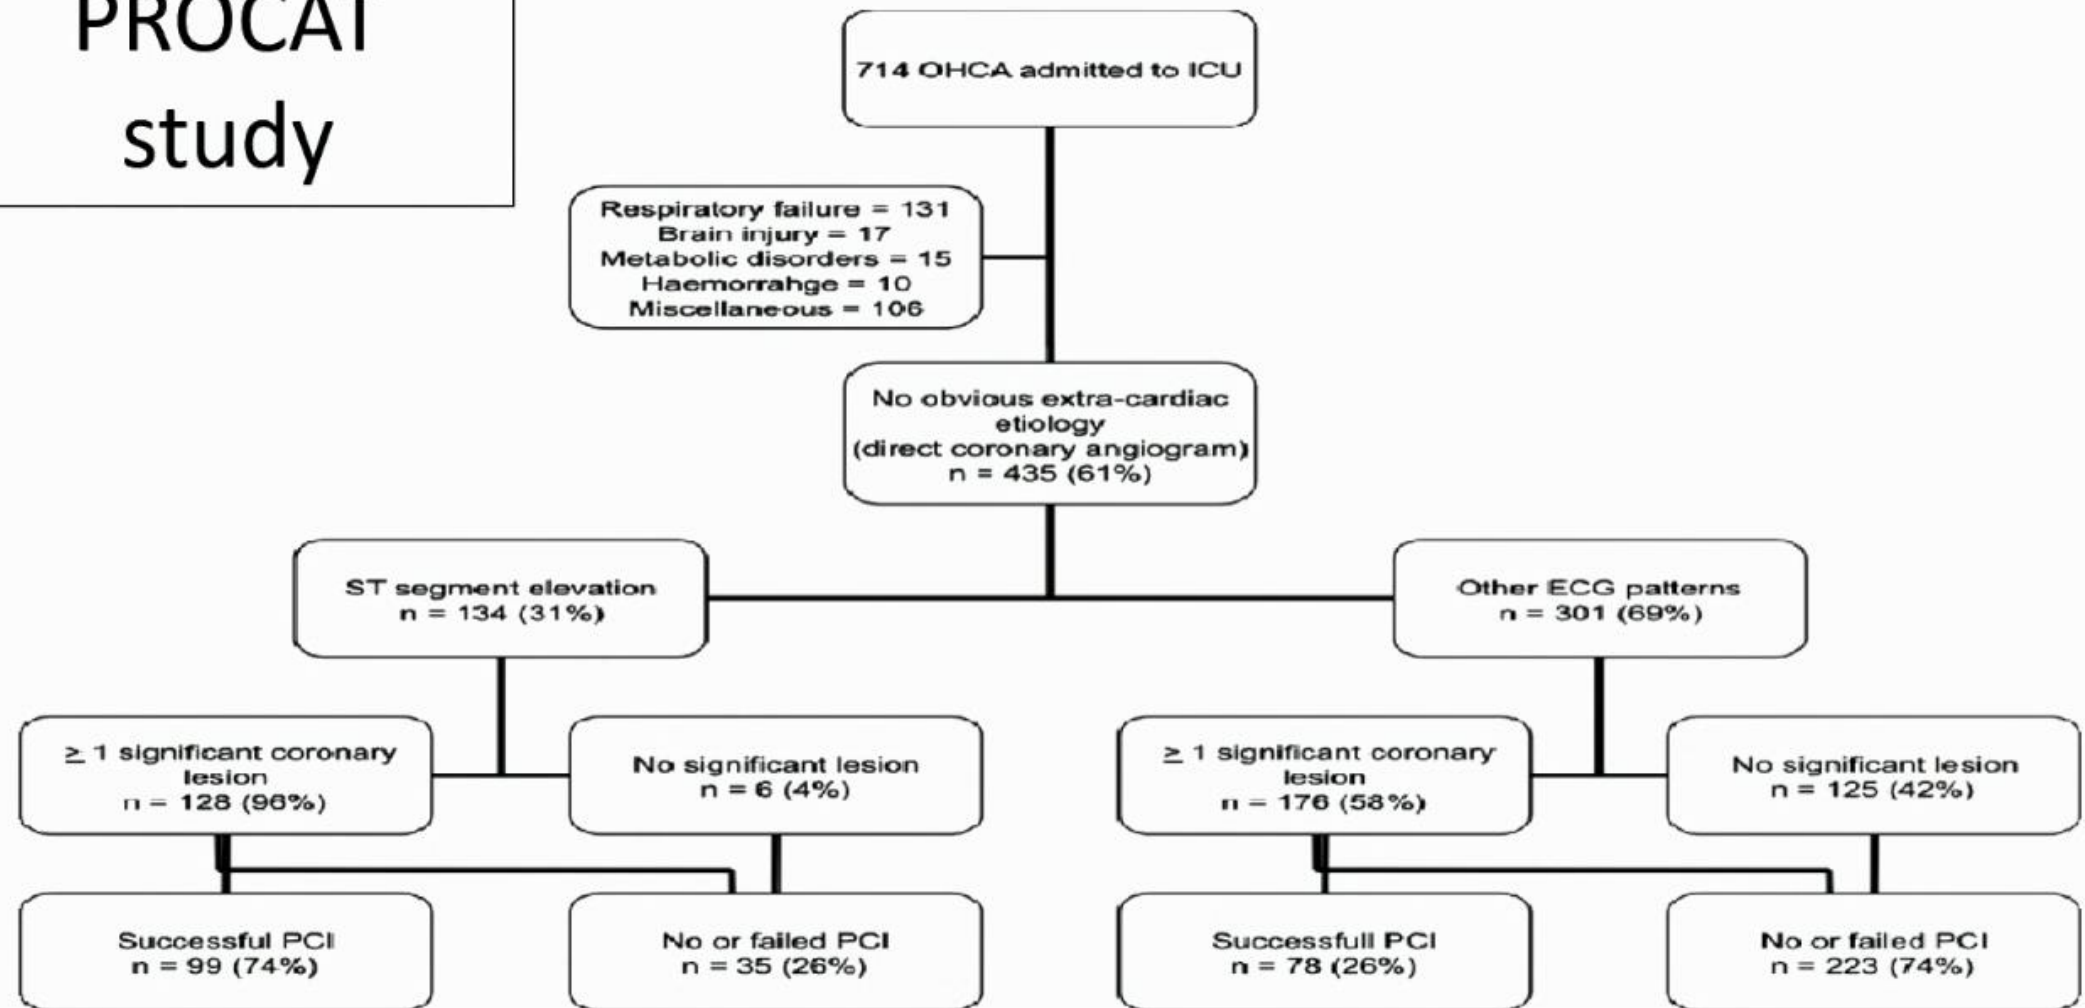 PROCAT
study
714 OHCA admitted to ICU
Respiratory failure = 131
Brain injury = 17
Metabolic disorders = 15
Haemorrahge = 10
Miscellaneous = 106
No obvious extra-cardiac
etiology
(direct coronary angiogram)
n = 435 (61%)
ST segment elevation
n = 134 (31%)
Other ECG patterns
n = 301 (69%)
≥ 1 significant coronary
lesion
n = 128 (96%)
No significant lesion
n = 6 (4%)
≥ 1 significant coronary
lesion
n = 176 (58%)
No significant lesion
n = 125 (42%)
Successful PCI
n = 99 (74%)
No or failed PCI
n = 35 (26%)
Successfull PCI
n = 78 (26%)
No or failed PCI
n = 223 (74%)